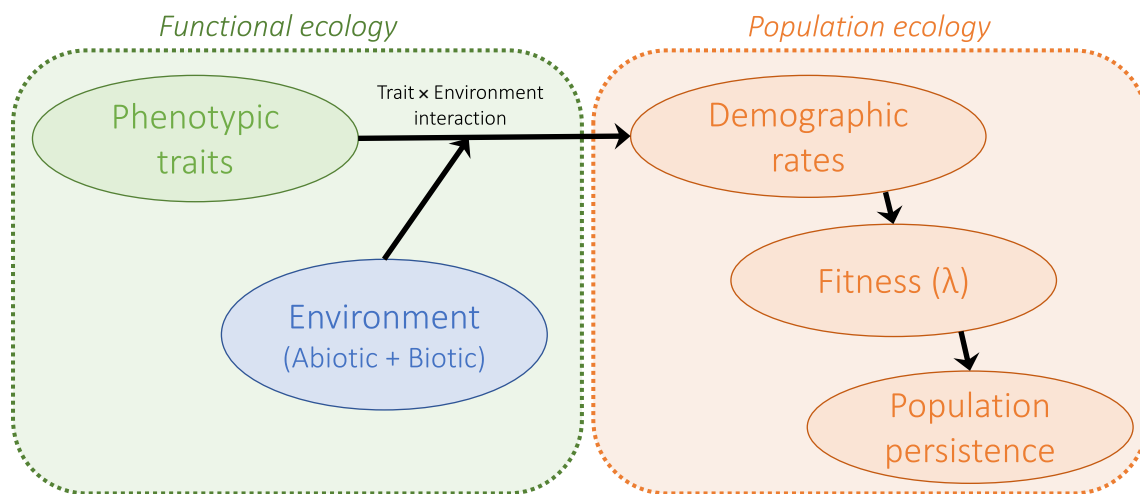 Functional ecology
Population ecology
Phenotypic
traits
Trait × Environment
interaction
Demographic
rates
Environment
(Abiotic + Biotic)
Fitness (λ)
Population
persistence